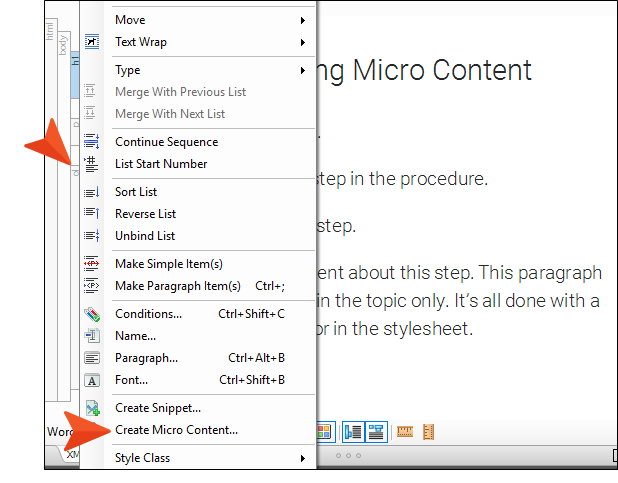 html
body
h1
Move
Text Wrap
Type
Merge With Previous List
Merge With Next List
Continue Sequence
List Start Number
Sort List
Reverse List
Unbind List
Make Simple Item(s)
Make Paragraph Item(s) Ctrl+;
Conditions... Ctrl+Shift+C
Name...
Paragraph... Ctrl+Alt+B
Font... Ctrl+Shift+B
Create Snippet...
Create Micro Content...
Style Class
ng Micro Content
.
step in the procedure.
step.
ent about this step. This paragraph
in the topic only. It's all done with a
or in the stylesheet.
Wor
XM